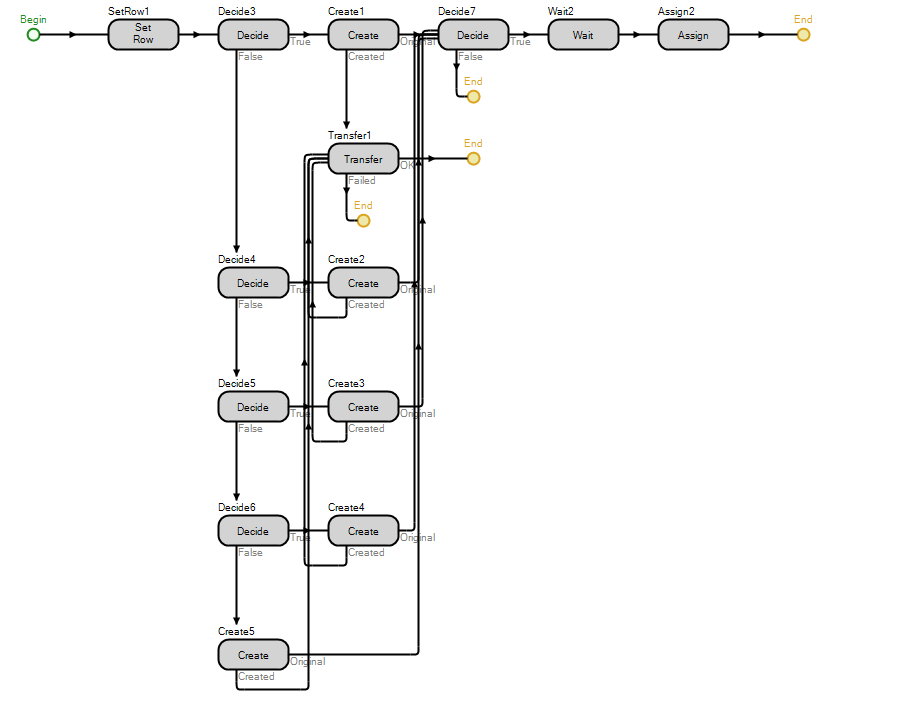 Begin
SetRow1
Set
Row
Decide3
Decide
True
False
Create1
Create
Original
Created
Decide7
Decide
True
False
End
Wait2
Wait
Assign2
Assign
End
Transfer1
Transfer
OK
End
Failed
End
Decide4
Decide
True
False
Create2
Create
Original
Created
Decide5
Decide
True
False
Create3
Create
Original
Created
Decide6
Decide
True
False
Create4
Create
Original
Created
Create5
Create
Original
Created